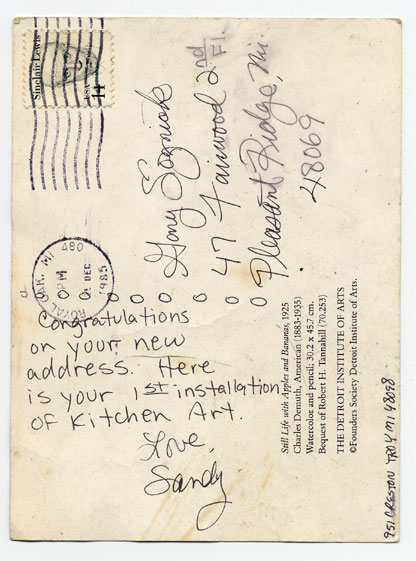 Sinclair Lewis
USA 14
ROYAL OAK, MI
480
PM
DEC
1985
47 Fairwood 2nd
Fl.
Pleasant Ridge, Mi.
48069
Congratulations
on your new
address. Here
is your 1st installation
of Kitchen Art.
Love,
Sandy
Still Life with Apples and Bananas, 1925
Charles Demuth, American (1883-1935)
Watercolor and pencil; 30.2 x 45.7 cm.
Bequest of Robert H. Tannahill (70.253)
THE DETROIT INSTITUTE OF ARTS
©Founders Society Detroit Institute of Arts.
951 CRESTON TROY MI 48098